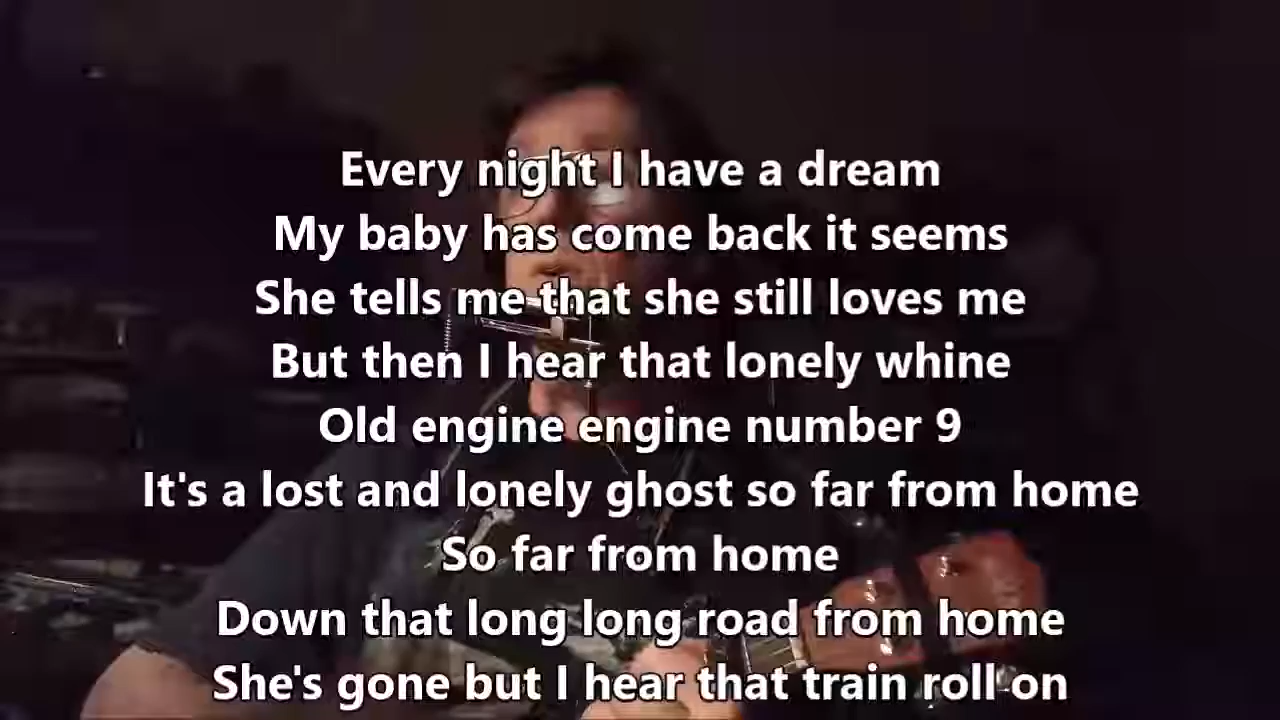 Every night I have a dream
My baby has come back it seems
She tells me that she still loves me
But then I hear that lonely whine
Old engine engine number 9
It's a lost and lonely ghost so far from home
So far from home
Down that long long road from home
She's gone but I hear that train roll on